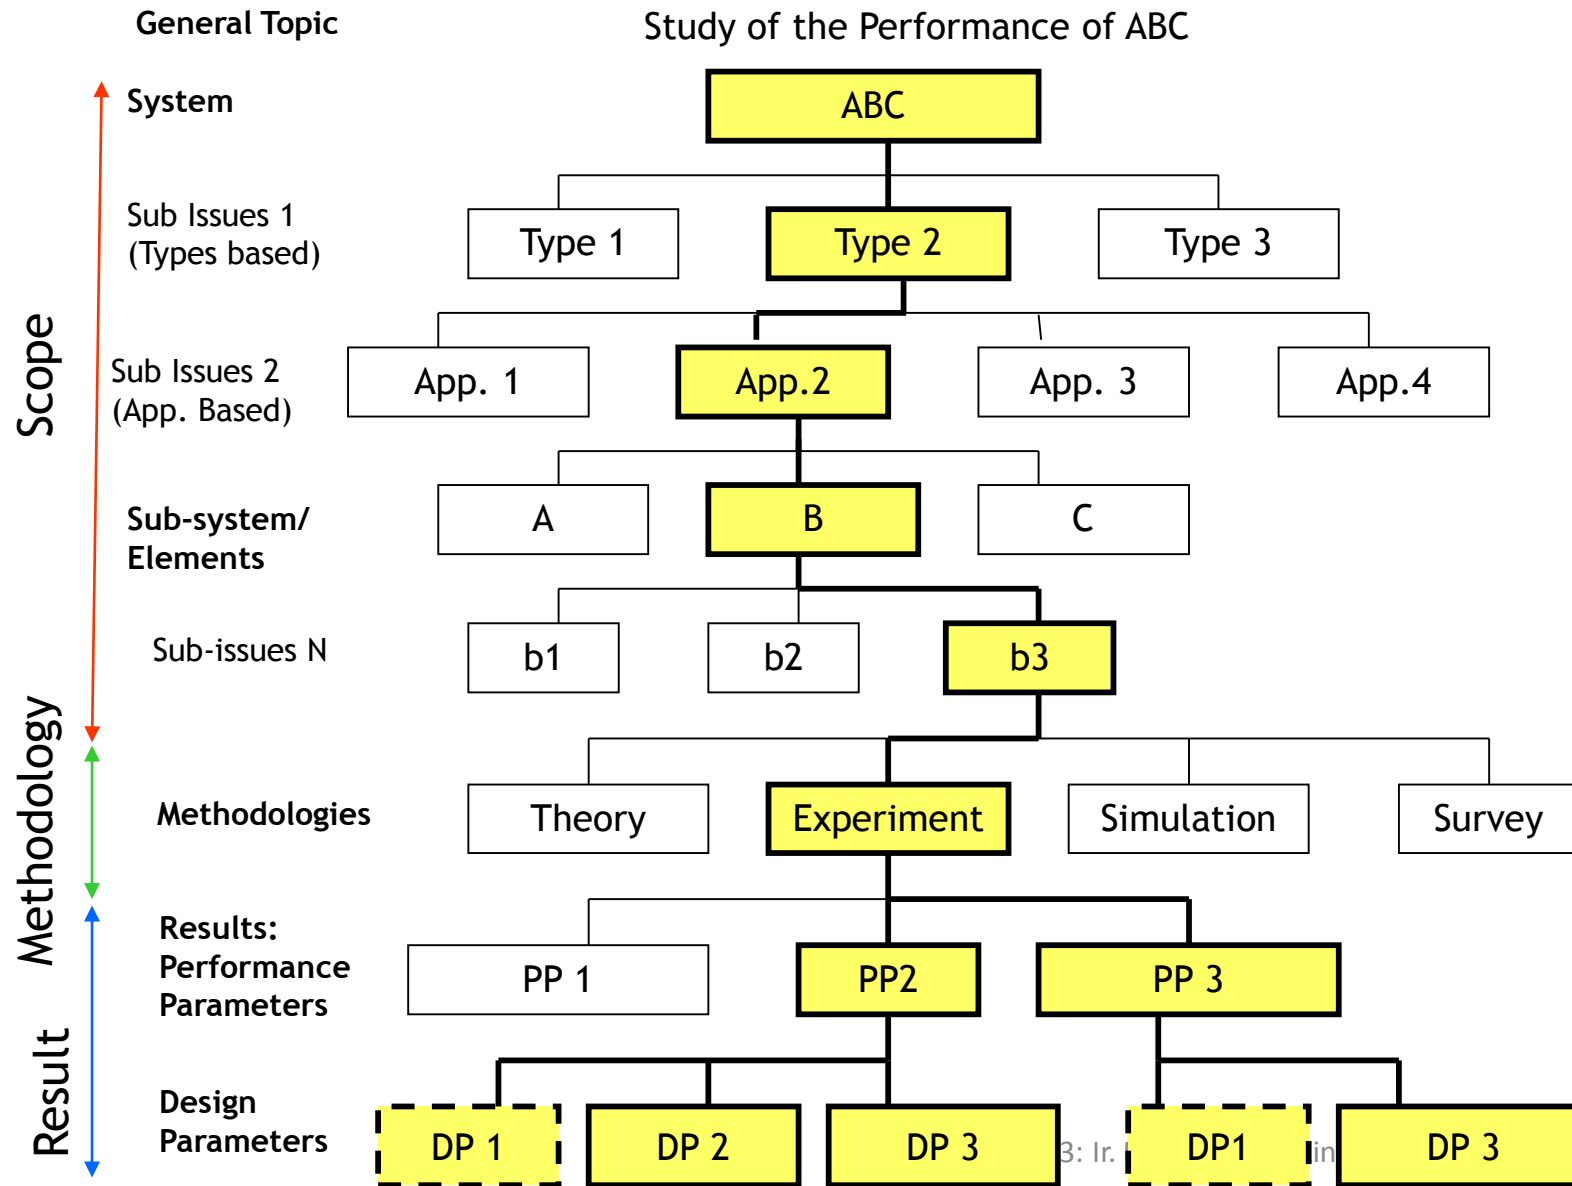 General Topic
Study of the Performance of ABC
System
ABC
Sub Issues 1
(Types based)
Type 1
Type 2
Type 3
Scope
Sub Issues 2
(App. Based)
App. 1
App.2
App. 3
App.4
Sub-system/
Elements
A
B
C
Sub-issues N
b1
b2
b3
Methodology
Methodologies
Theory
Experiment
Simulation
Survey
Results:
Performance
Parameters
PP 1
PP2
PP 3
Result
Design
Parameters
DP 1
DP 2
DP 3
3: Ir.
DP1
in
DP 3